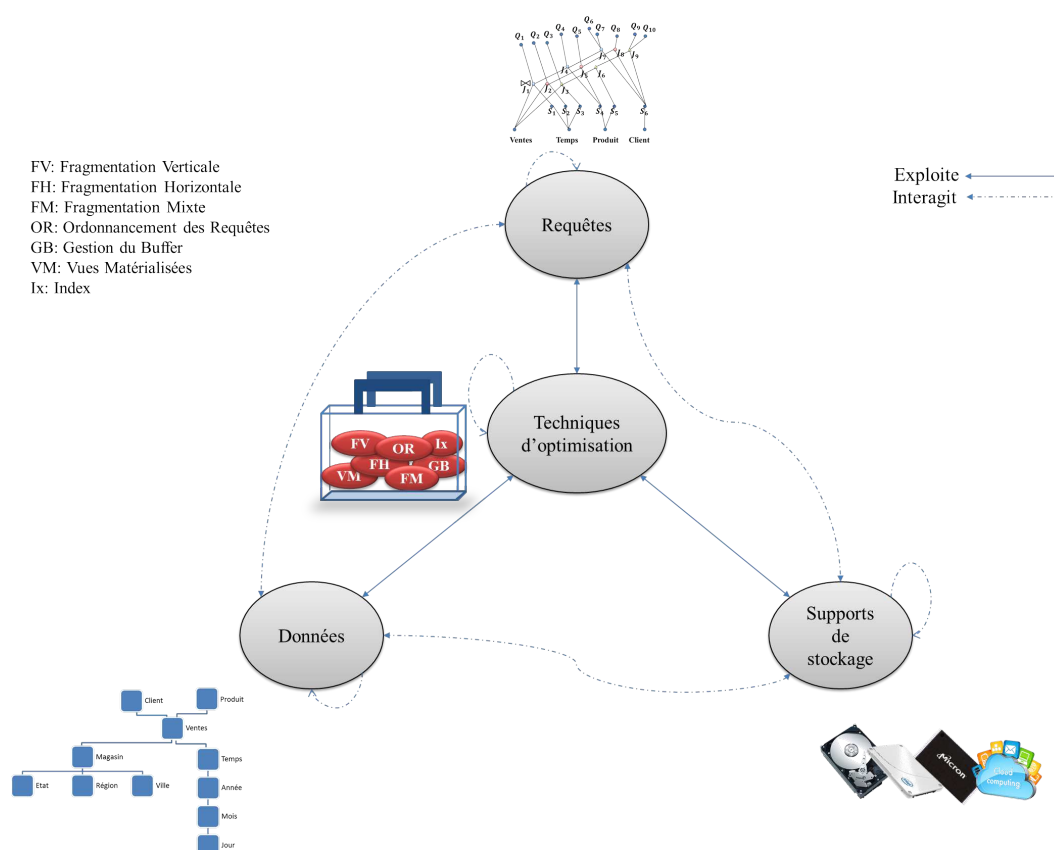 Q1 Q2 Q3 Q4 Q5 Q6 Q7 Q8 Q9 Q10
J1 J2 J3 J4 J5 J6 J7 J8 J9
S1 S2 S3 S4 S5 S6
Ventes Temps Produit Client
FV: Fragmentation Verticale
FH: Fragmentation Horizontale
FM: Fragmentation Mixte
OR: Ordonnancement des Requêtes
GB: Gestion du Buffer
VM: Vues Matérialisées
Ix: Index
Exploite
Interagit
Requêtes
Techniques
d'optimisation
FV OR Ix
FH GB
VM FM
Données
Supports
de
stockage
Client Produit
Ventes
Magasin Temps
Etat Région Ville Année
Mois
Jour
Micron
Cloud
computing